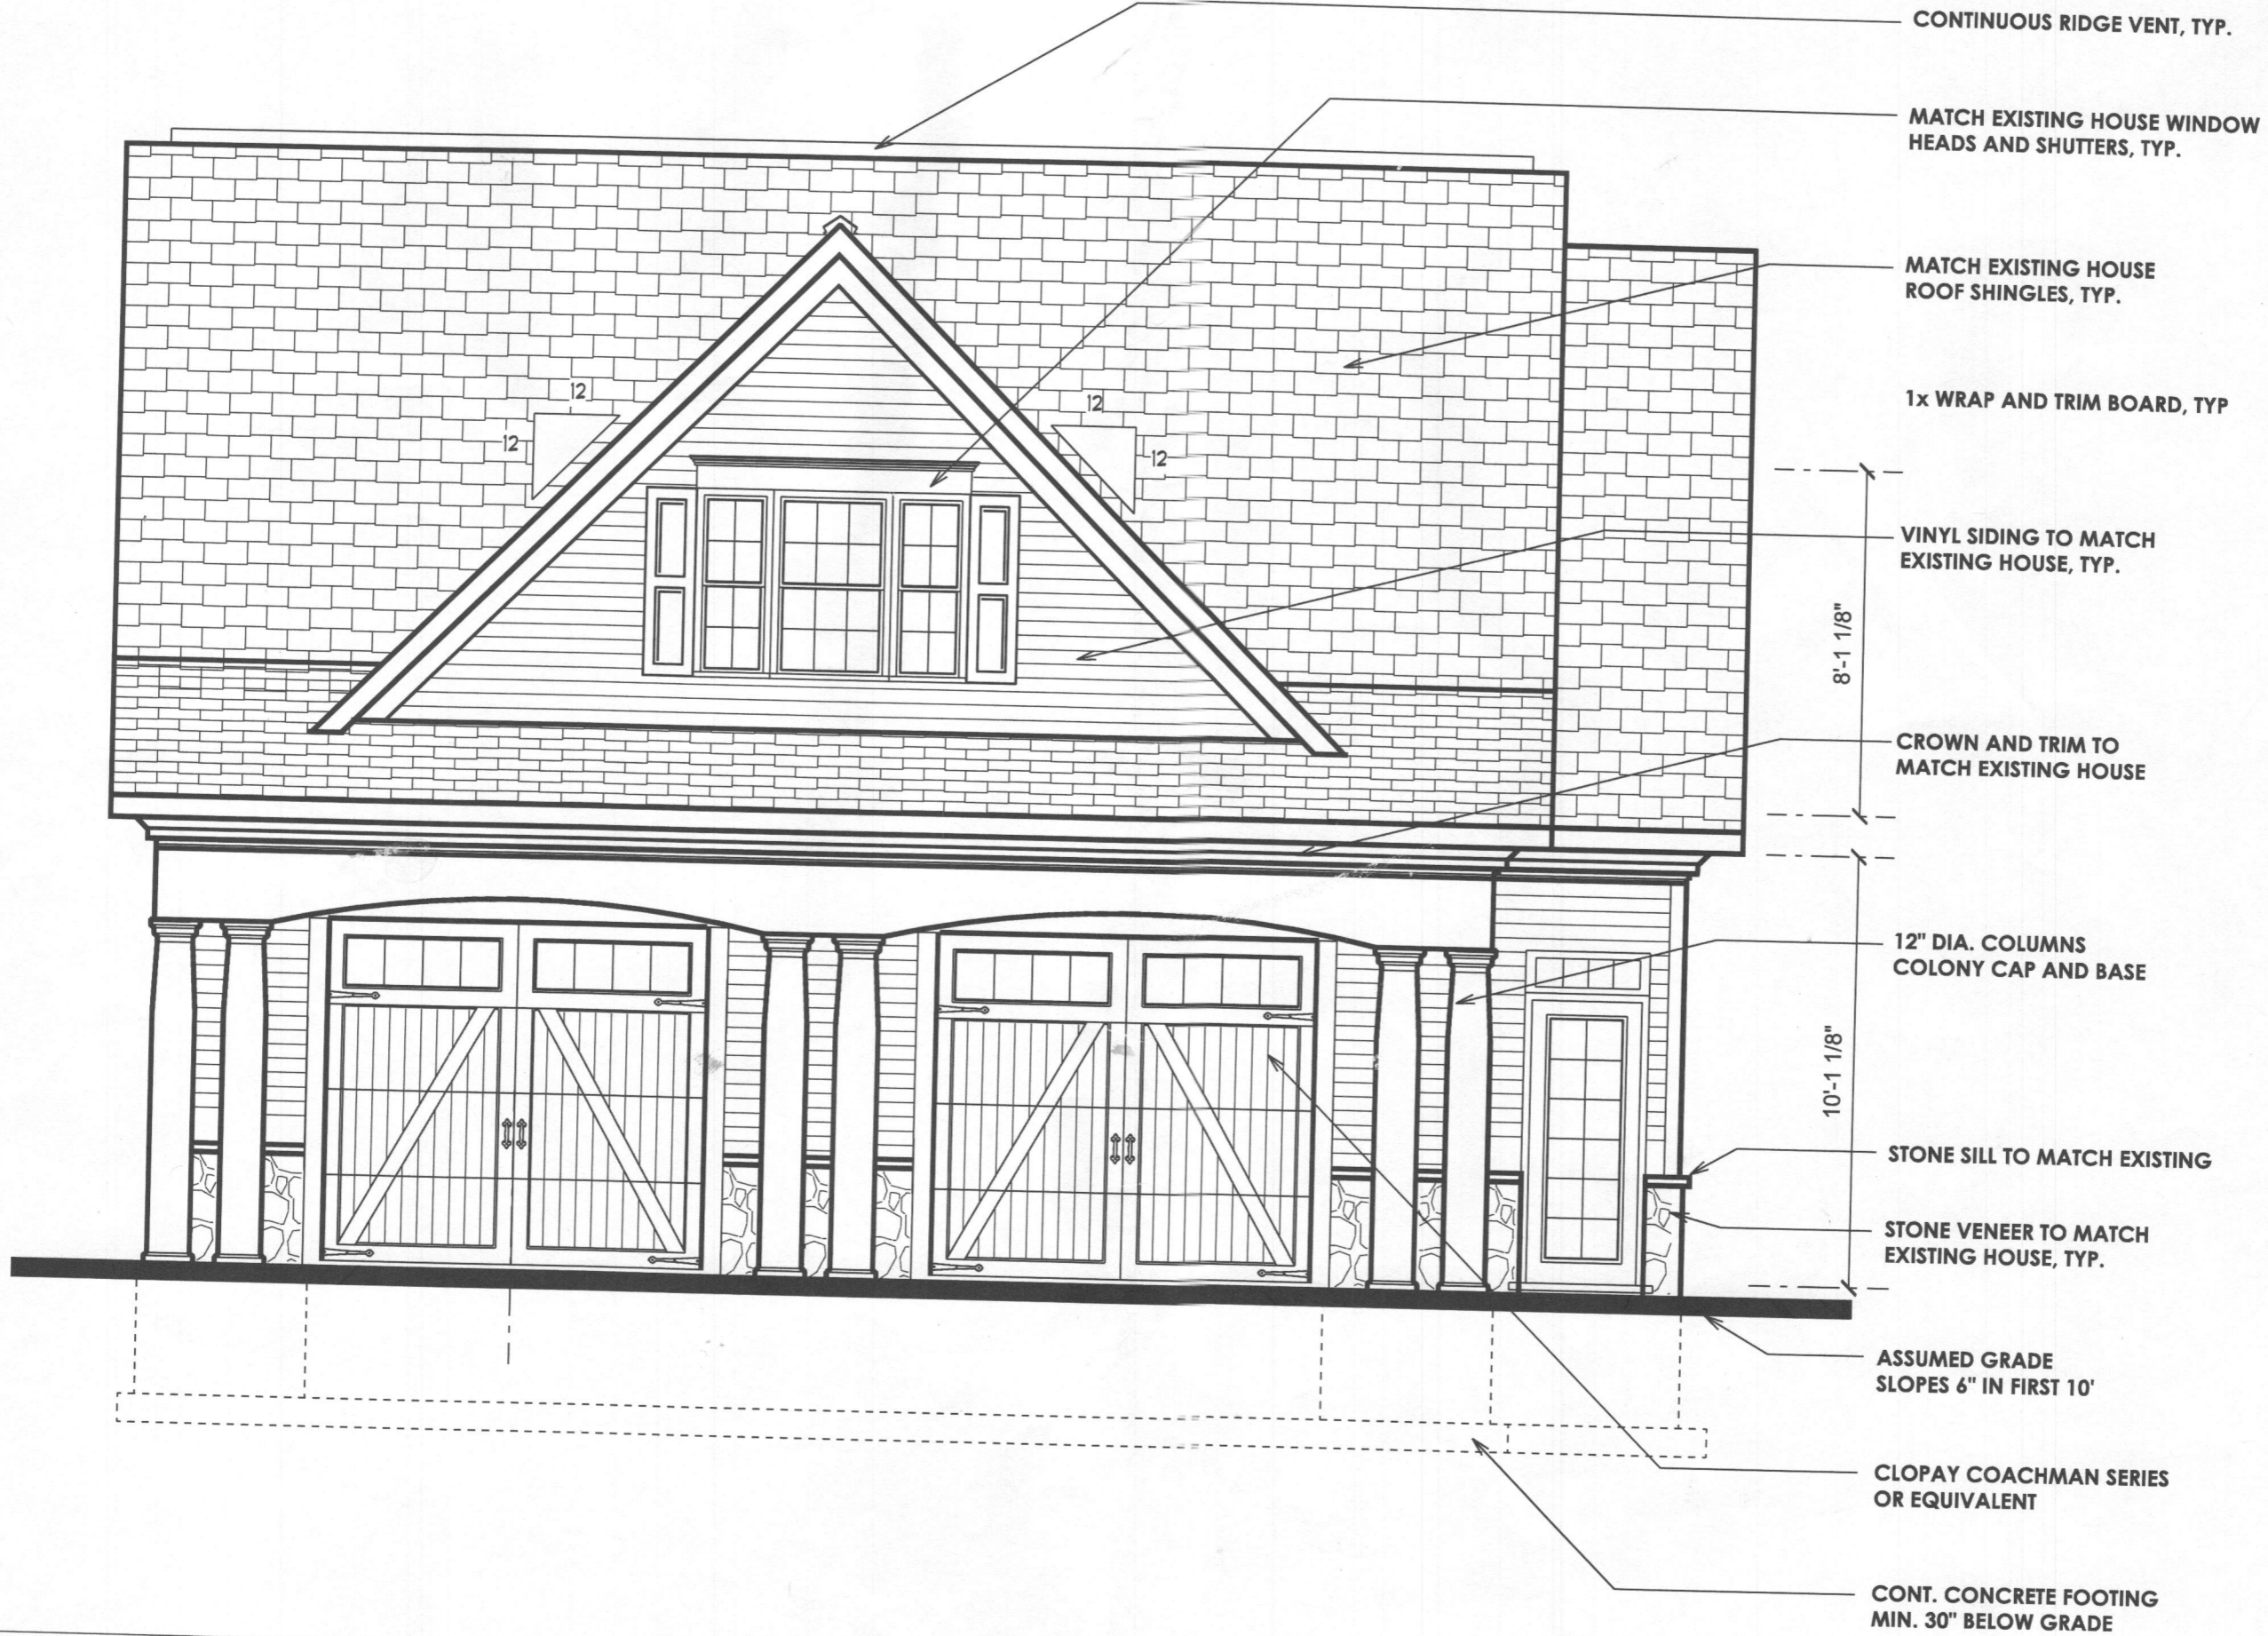 CONTINUOUS RIDGE VENT, TYP.
MATCH EXISTING HOUSE WINDOW
HEADS AND SHUTTERS, TYP.
MATCH EXISTING HOUSE
ROOF SHINGLES, TYP.
12
12
12
12
1x WRAP AND TRIM BOARD, TYP
VINYL SIDING TO MATCH
EXISTING HOUSE, TYP.
8'-1 1/8"
CROWN AND TRIM TO
MATCH EXISTING HOUSE
12" DIA. COLUMNS
COLONY CAP AND BASE
10'-1 1/8"
STONE SILL TO MATCH EXISTING
STONE VENEER TO MATCH
EXISTING HOUSE, TYP.
ASSUMED GRADE
SLOPES 6" IN FIRST 10'
CLOPAY COACHMAN SERIES
OR EQUIVALENT
CONT. CONCRETE FOOTING
MIN. 30" BELOW GRADE